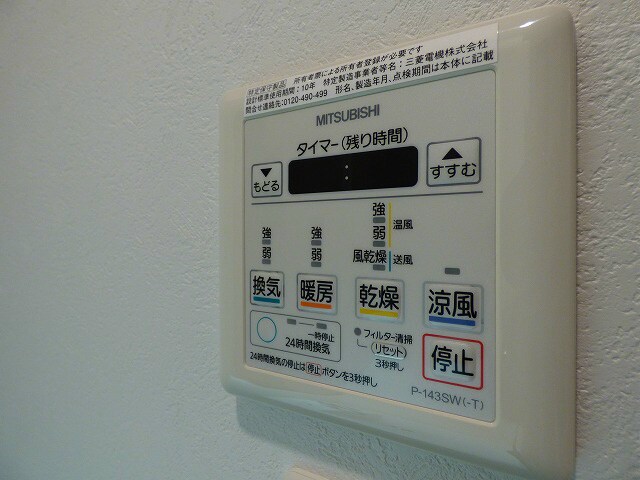 特定保守製品 所有者票による所有者登録が必要です
設計標準使用期間：10年 特定製造事業者等名：三菱電機株式会社
問合せ連絡先:0120-490-499 形名、製造年月、点検期間は本体に記載
MITSUBISHI
タイマー(残り時間)
▼
もどる
:
▲
すすむ
強
弱
強
弱
強
弱
温風
風乾燥
送風
換気
暖房
乾燥
涼風
一時停止
24時間換気
フィルター清掃
(リセット)
3秒押し
停止
24時間換気の停止は停止ボタンを3秒押し
P-143SW(-T)